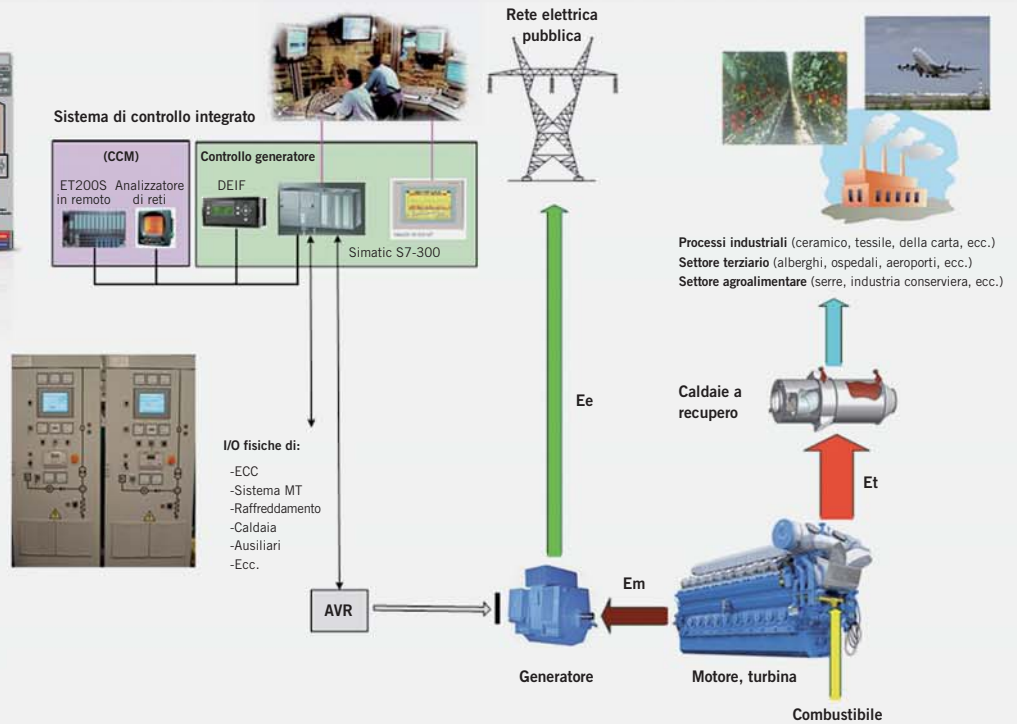 Rete elettrica
pubblica
Sistema di controllo integrato
(CCM)
ET200S
in remoto
Analizzatore
di reti
Controllo generatore
DEIF
Simatic S7-300
Processi industriali (ceramico, tessile, della carta, ecc.)
Settore terziario (alberghi, ospedali, aeroporti, ecc.)
Settore agroalimentare (serre, industria conserviera, ecc.)
Caldaie a
recupero
Ee
Et
I/O fisiche di:
-ECC
-Sistema MT
-Raffreddamento
-Caldaia
-Ausiliari
-Ecc.
AVR
Em
Generatore
Motore, turbina
Combustibile